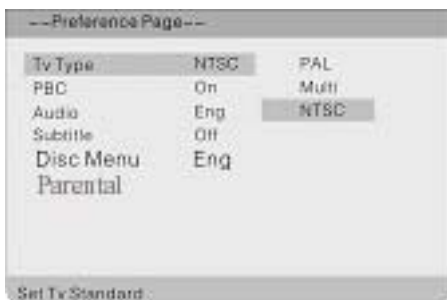 --Preference Page--
Tv Type NTSC PAL
PBC On Multi
Audio Eng NTSC
Subtitle Off
Disc Menu Eng
Parental
Set Tv Standard